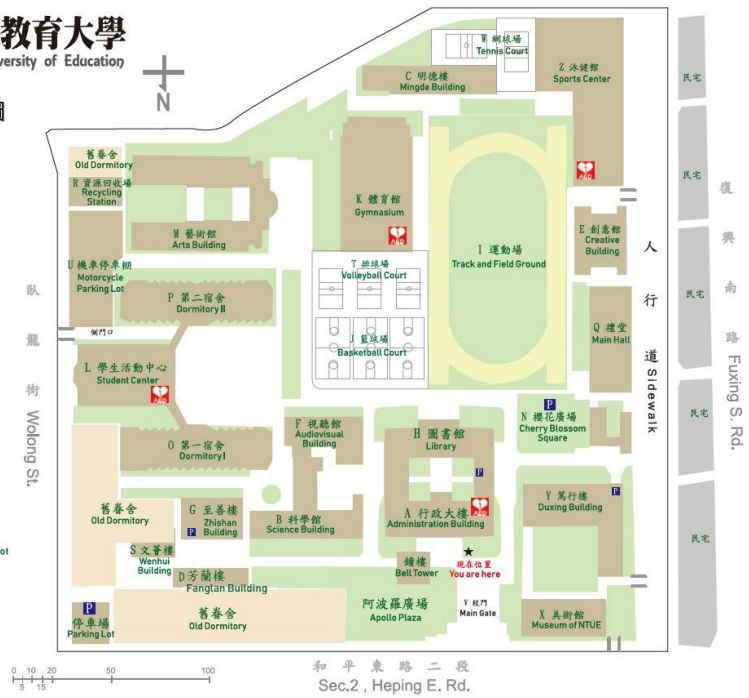 教育大學
versity of Education
圖
N
W 網球場
Tennis Court
C 明德樓
Mingde Building
Z 泳健館
Sports Center
民宅
舊眷舍
Old Dormitory
R 資源回收場
Recycling
Station
K 體育館
Gymnasium
AED
AED
民宅
復興南路 Fuxing S. Rd.
M 藝術館
Arts Building
I 運動場
Track and Field Ground
E 創意館
Creative
Building
人行道 Sidewalk
U 機車停車棚
Motorcycle
Parking Lot
T 排球場
Volleyball Court
P 第二宿舍
Dormitory II
民宅
臥龍街 Wolong St.
側門口
J 籃球場
Basketball Court
Q 禮堂
Main Hall
L 學生活動中心
Student Center
AED
P
N 櫻花廣場
Cherry Blossom
Square
民宅
F 視聽館
Audiovisual
Building
H 圖書館
Library
O 第一宿舍
Dormitory I
P
Y 篤行樓
Duxing Building
P
舊眷舍
Old Dormitory
G 至善樓
Zhishan
Building
P
B 科學館
Science Building
A 行政大樓
Administration Building
AED
民宅
ot
S 文薈樓
Wenhui
Building
鐘樓
Bell Tower
★
現在位置
You are here
D 芳蘭樓
Fanglan Building
P
停車場
Parking Lot
舊眷舍
Old Dormitory
阿波羅廣場
Apollo Plaza
V 校門
Main Gate
X 美術館
Museum of NTUE
0 10 20 50 100
5 15
和平東路二段
Sec.2 , Heping E. Rd.